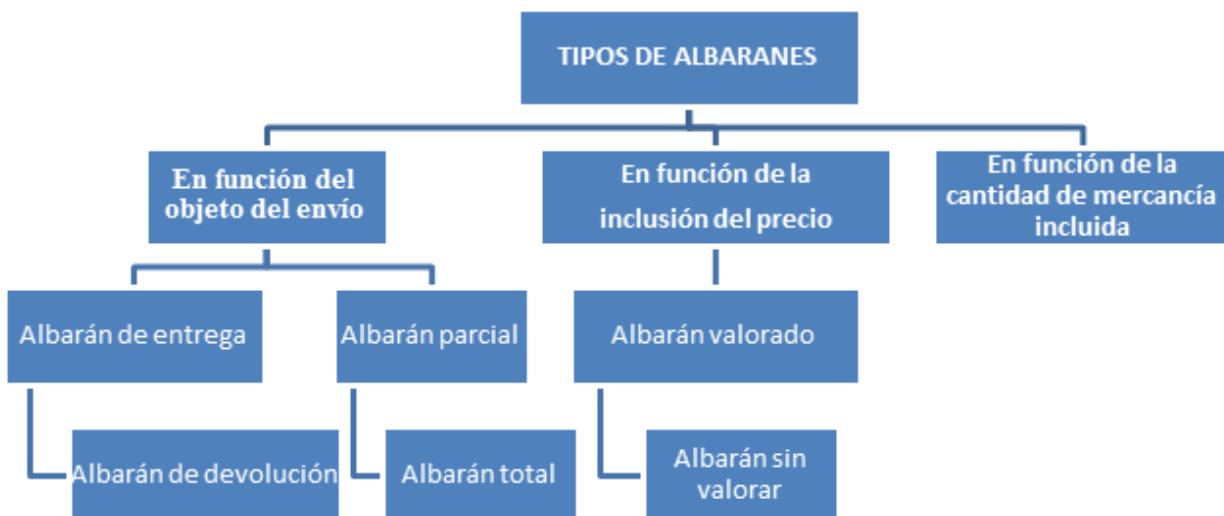 TIPOS DE ALBARANES
En función del
objeto del envío
En función de la
inclusión del precio
En función de la
cantidad de mercancía
incluida
Albarán de entrega
Albarán parcial
Albarán valorado
Albarán de devolución
Albarán total
Albarán sin
valorar